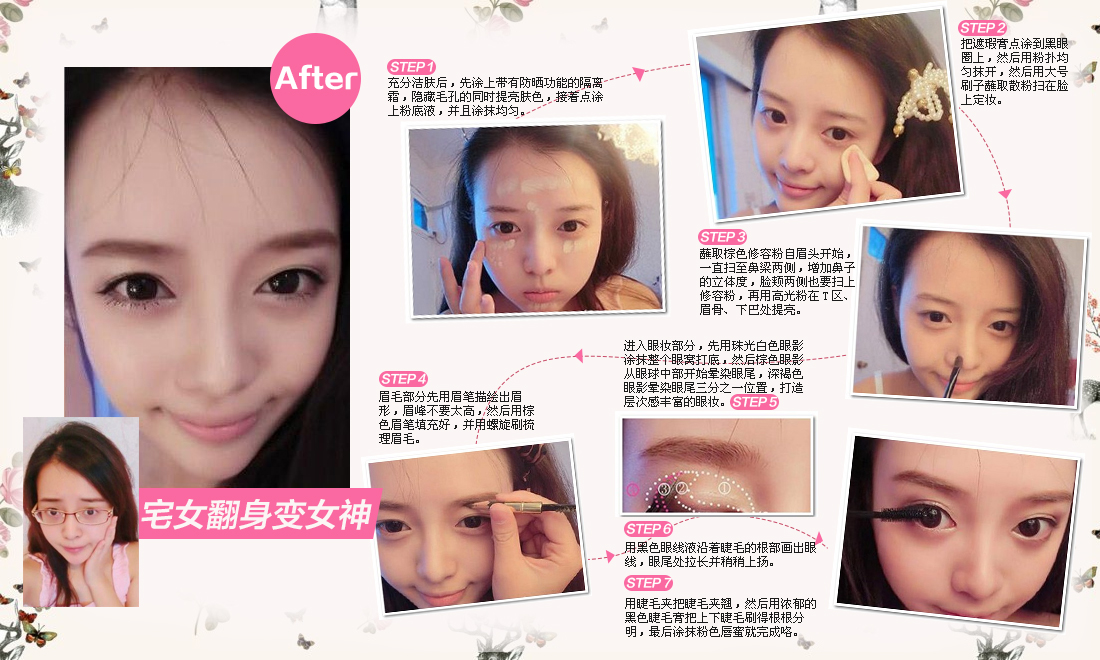 After
宅女翻身变女神
STEP 1
充分洁肤后，先涂上带有防晒功能的隔离
霜，隐藏毛孔的同时提亮肤色，接着点涂
上粉底液，并且涂抹均匀。
STEP 2
把遮瑕膏点涂到黑眼
圈上，然后用粉扑均
匀抹开，然后用大号
刷子蘸取散粉扫在脸
上定妆。
STEP 3
蘸取棕色修容粉自眉头开始，
一直扫至鼻梁两侧，增加鼻子
的立体度，脸颊两侧也要扫上
修容粉，再用高光粉在T区、
眉骨、下巴处提亮。
STEP 4
眉毛部分先用眉笔描绘出眉
形，眉峰不要太高，然后用棕
色眉笔填充好，并用螺旋刷梳
理眉毛。
进入眼妆部分，先用珠光白色眼影
涂抹整个眼窝打底，然后棕色眼影
从眼球中部开始晕染眼尾，深褐色
眼影晕染眼尾三分之一位置，打造
层次感丰富的眼妆。 STEP 5
③ ② ①
STEP 6
用黑色眼线液沿着睫毛的根部画出眼
线，眼尾处拉长并稍稍上扬。
STEP 7
用睫毛夹把睫毛夹翘，然后用浓郁的
黑色睫毛膏把上下睫毛刷得根根分
明，最后涂抹粉色唇蜜就完成咯。